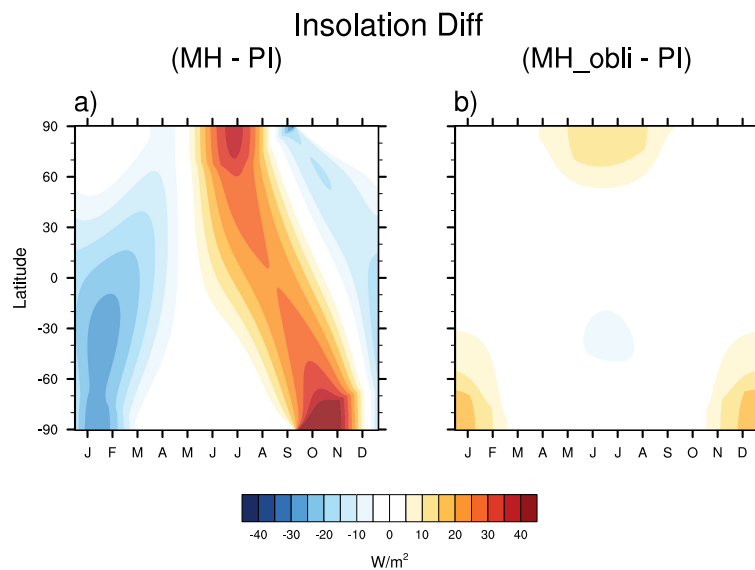 Insolation Diff
(MH - PI)
(MH_obli - PI)
a)
b)
Latitude
90
60
30
0
-30
-60
-90
J F M A M J J A S O N D
J F M A M J J A S O N D
-40 -30 -20 -10 0 10 20 30 40
W/m²